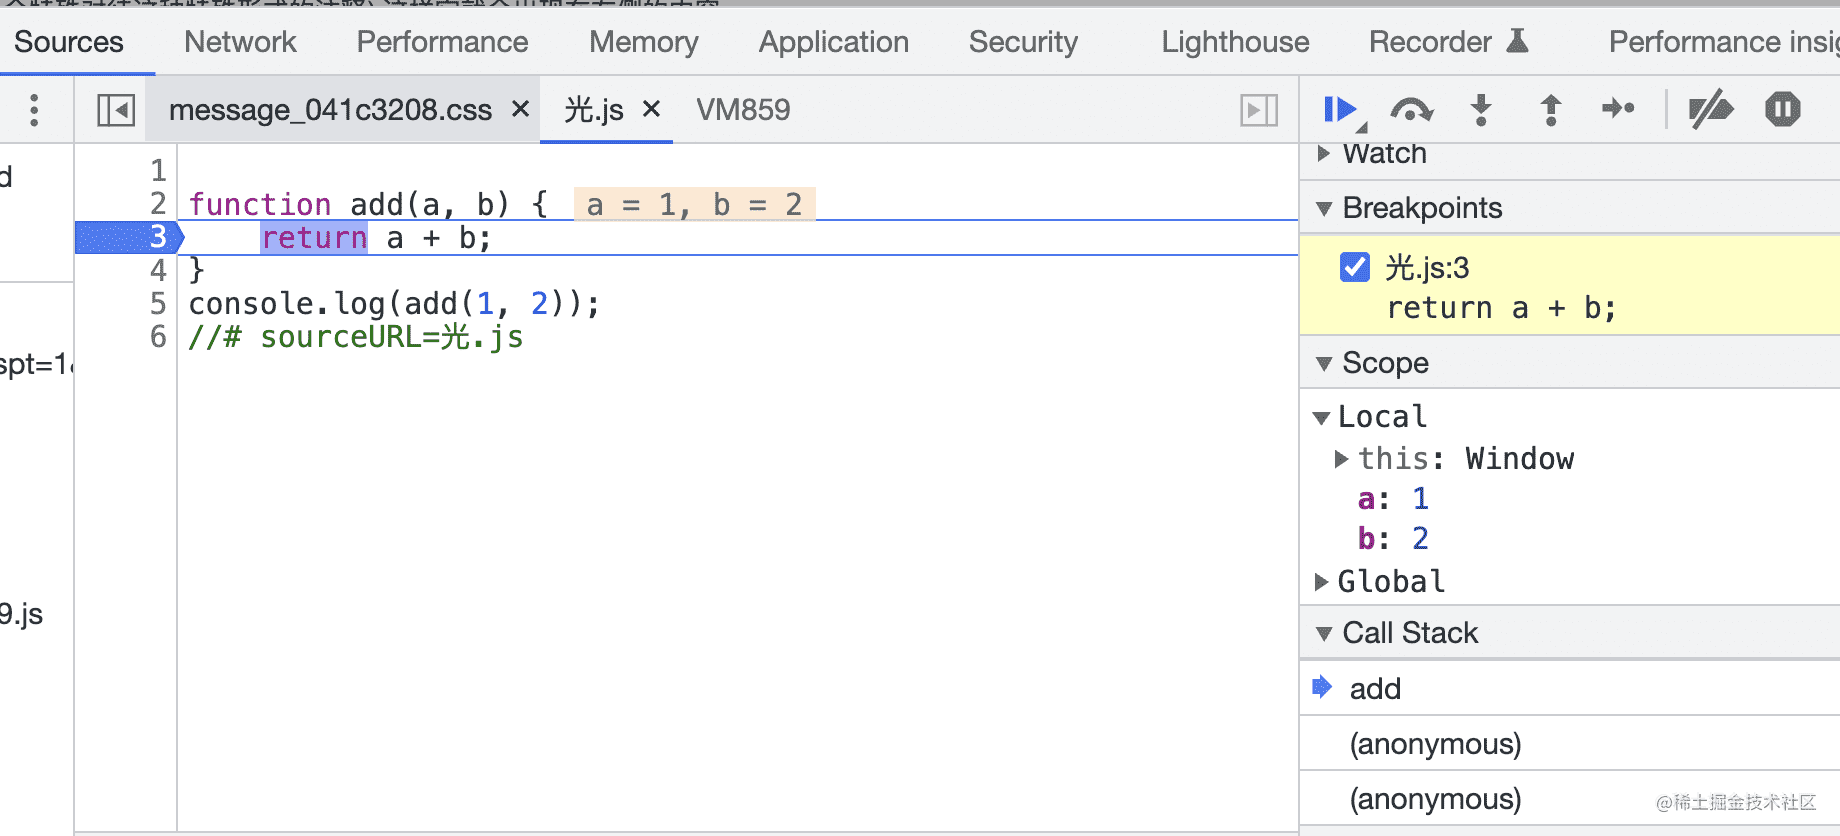 Sources Network Performance Memory Application Security Lighthouse Recorder Performance insig
message_041c3208.css × 光.js × VM859
d
spt=1
9.js
1
2 function add(a, b) { a = 1, b = 2
3 return a + b;
4 }
5 console.log(add(1, 2));
6 //# sourceURL=光.js
Watch
Breakpoints
光.js:3
return a + b;
Scope
Local
this: Window
a: 1
b: 2
Global
Call Stack
add
(anonymous)
(anonymous)
@稀土掘金技术社区